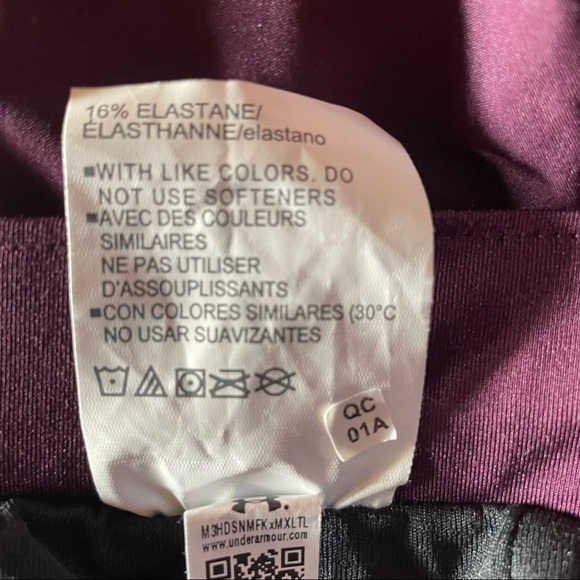 16% ELASTANE/
ÉLASTHANNE/elastano
▪WITH LIKE COLORS. DO
NOT USE SOFTENERS
▪AVEC DES COULEURS
SIMILAIRES
NE PAS UTILISER
D'ASSOUPLISSANTS
▪CON COLORES SIMILARES (30°C
NO USAR SUAVIZANTES
QC
01A
M3HDSNMFKxMXLTL
www.underarmour.com